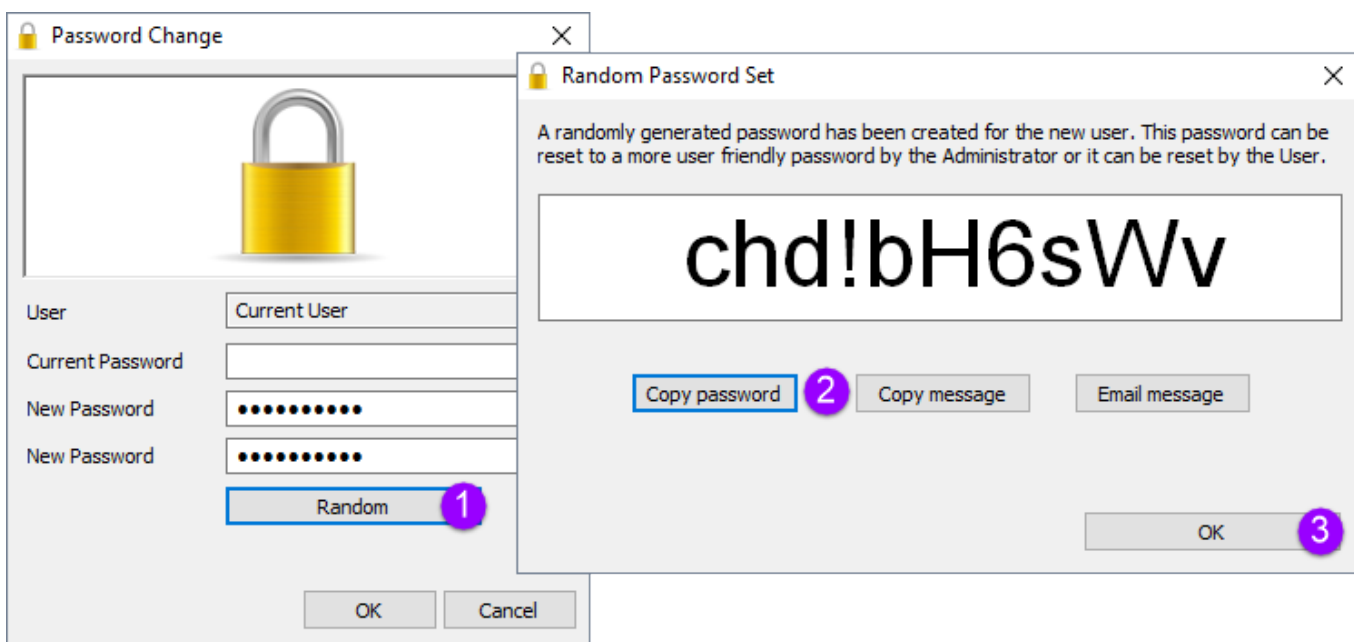 Password Change
User
Current User
Current Password
New Password
••••••••••
New Password
••••••••••
Random
1
OK
Cancel
Random Password Set
A randomly generated password has been created for the new user. This password can be
reset to a more user friendly password by the Administrator or it can be reset by the User.
chd!bH6sWv
Copy password
2
Copy message
Email message
OK
3